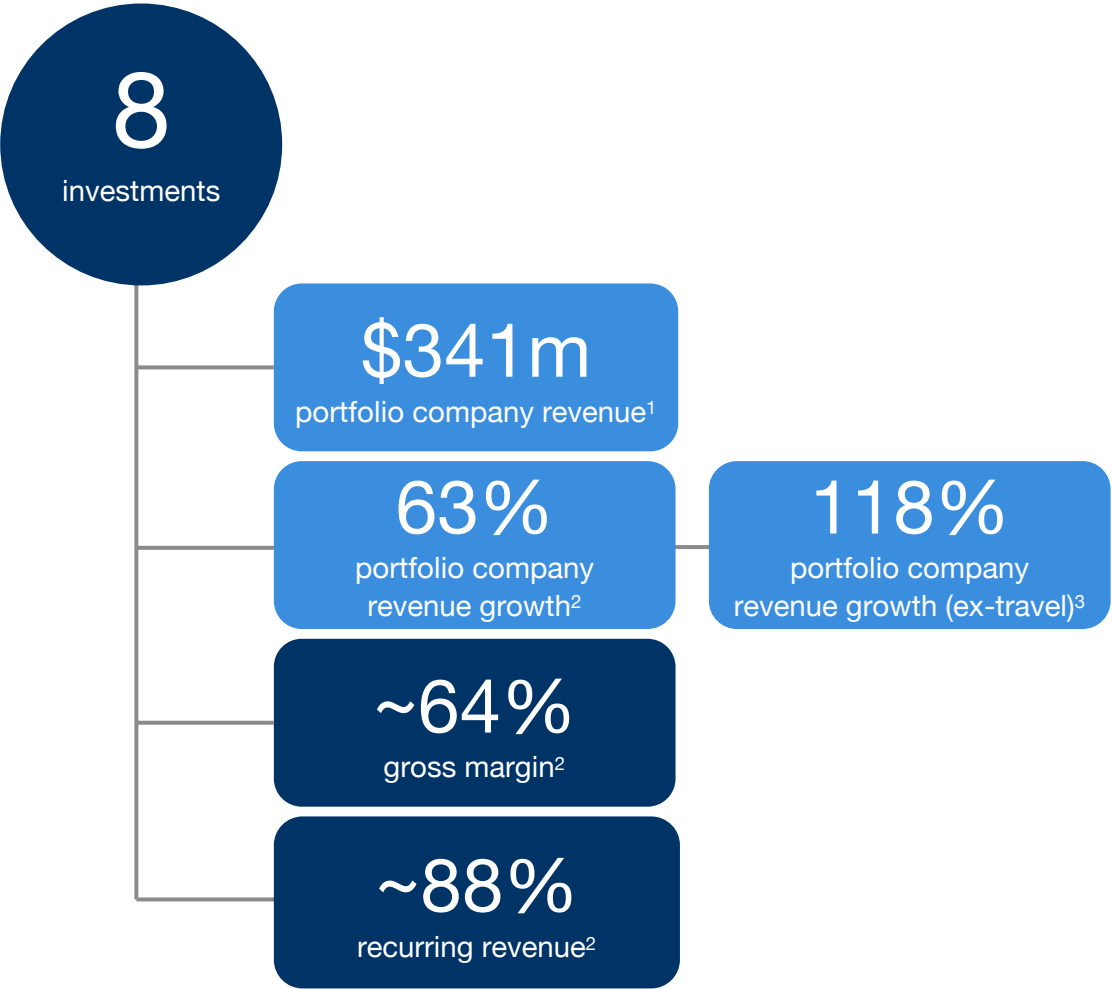 8
investments
$341m
portfolio company revenue¹
63%
portfolio company
revenue growth²
118%
portfolio company
revenue growth (ex-travel)³
~64%
gross margin²
~88%
recurring revenue²